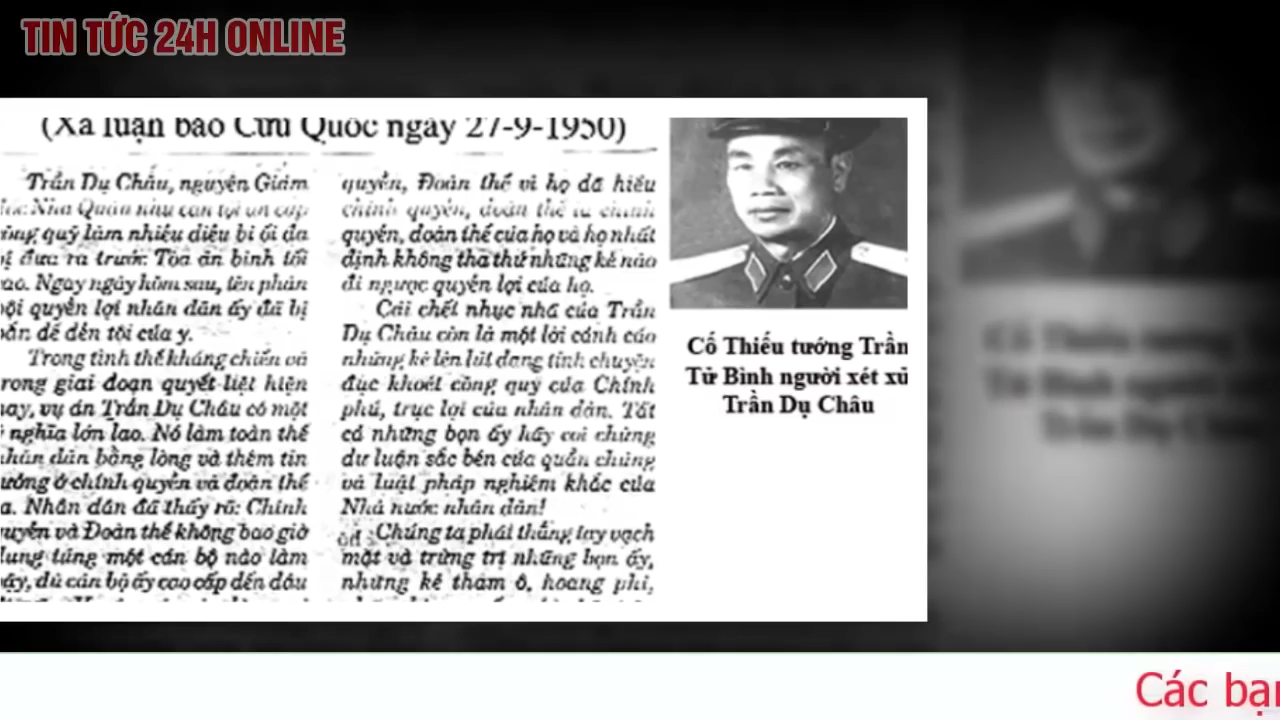 TIN TỨC 24H ONLINE
(Xã luận báo Cứu Quốc ngày 27-9-1950)
Trần Dụ Châu, nguyên Giám
Nha Quân nhu can tội ăn cắp
công quỹ làm nhiều điều bỉ ổi đã
bị đưa ra trước Tòa án binh tối
cao. Ngay ngày hôm sau, tên phản
bội quyền lợi nhân dân ấy đã bị
bắn để đền tội của y.
Trong tình thế kháng chiến và
trong giai đoạn quyết liệt hiện
nay, vụ án Trần Dụ Châu có một
ý nghĩa lớn lao. Nó làm toàn thể
nhân dân bằng lòng và thêm tin
tưởng ở chính quyền và đoàn thể
ta. Nhân dân đã thấy rõ: Chính
quyền và Đoàn thể không bao giờ
dung túng một cán bộ nào làm
bậy, dù cán bộ ấy cao cấp đến đâu
quyền, Đoàn thể vì họ đã hiểu
chính quyền, đoàn thể là chính
quyền, đoàn thể của họ và họ nhất
định không tha thứ những kẻ nào
đi ngược quyền lợi của họ.
Cái chết nhục nhã của Trần
Dụ Châu còn là một lời cảnh cáo
những kẻ lén lút đang tính chuyện
đục khoét công quỹ của Chính
phủ, trục lợi của nhân dân. Tất
cả những bọn ấy hãy coi chừng
dư luận sắc bén của quần chúng
và luật pháp nghiêm khắc của
Nhà nước nhân dân!
Chúng ta phải thẳng tay vạch
mặt và trừng trị những bọn ấy,
những kẻ tham ô, hoang phí,
Cố Thiếu tướng Trần
Tử Bình người xét xử
Trần Dụ Châu
Các bạn